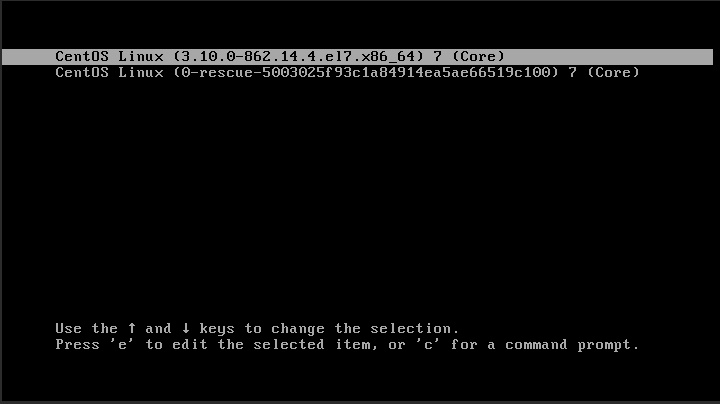 CentOS Linux (3.10.0-862.14.4.el7.x86_64) 7 (Core)
CentOS Linux (0-rescue-5003025f93c1a84914ea5ae66519c100) 7 (Core)
Use the ↑ and ↓ keys to change the selection.
Press 'e' to edit the selected item, or 'c' for a command prompt.